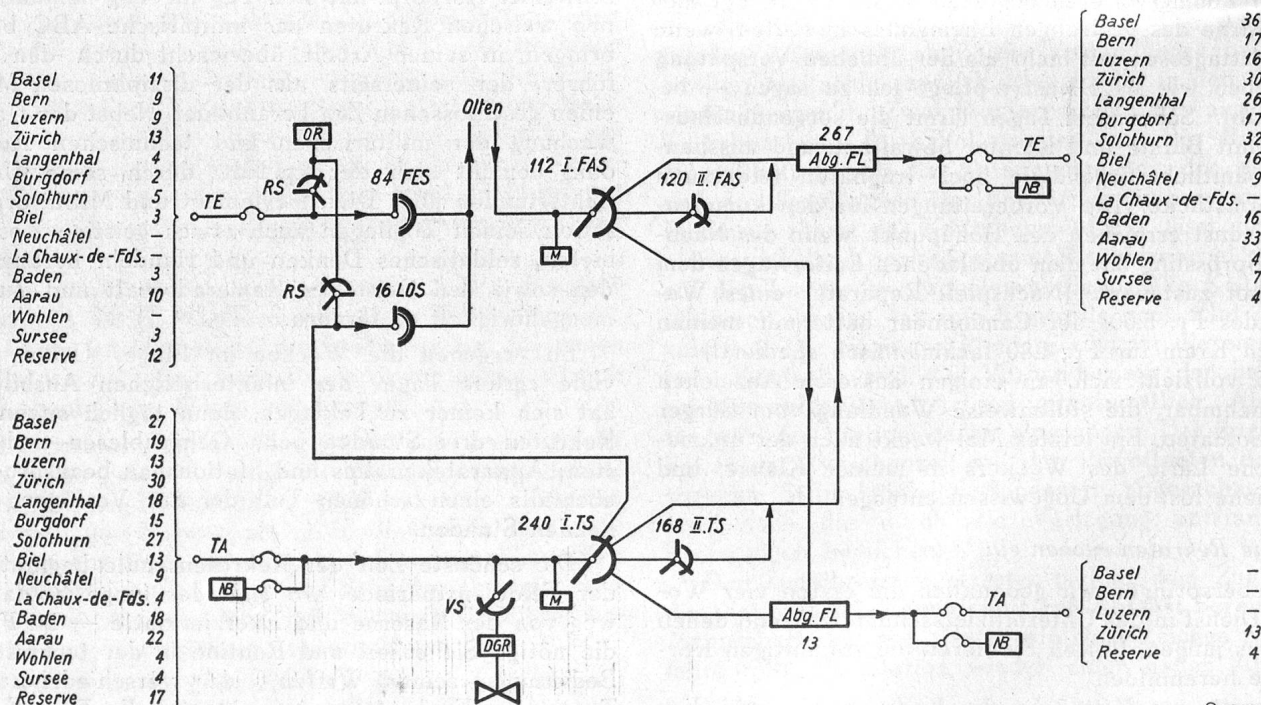 Basel 11
Bern 9
Luzern 9
Zürich 13
Langenthal 4
Burgdorf 2
Solothurn 5
Biel 3
Neuchâtel –
La Chaux-de-Fds. –
Baden 3
Aarau 10
Wohlen –
Sursee –
Reserve 12
TE
OR
RS
84 FES
RS
16 LOS
Olten
112 I. FAS
M
120 II. FAS
267
Abg. FL
TE
NB
Basel 36
Bern 17
Luzern 16
Zürich 30
Langenthal 26
Burgdorf 17
Solothurn 32
Biel 16
Neuchâtel 9
La Chaux-de-Fds.
Baden 16
Aarau 33
Wohlen 4
Sursee 7
Reserve 4
Basel 27
Bern 19
Luzern 13
Zürich 30
Langenthal 18
Burgdorf 15
Solothurn 27
Biel 13
Neuchâtel 9
La Chaux-de-Fds. 4
Baden 18
Aarau 22
Wohlen 4
Sursee 4
Reserve 17
TA
NB
VS
DGR
240 I. TS
M
168 II. TS
Abg. FL
13
TA
NB
Basel –
Bern
Luzern
Zürich 13
Reserve 4